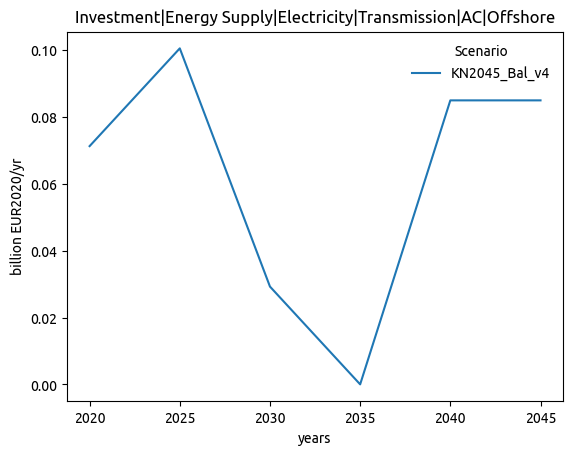 Investment|Energy Supply|Electricity|Transmission|AC|Offshore
Scenario
KN2045_Bal_v4
billion EUR2020/yr
0.10
0.08
0.06
0.04
0.02
0.00
2020 2025 2030 2035 2040 2045
years